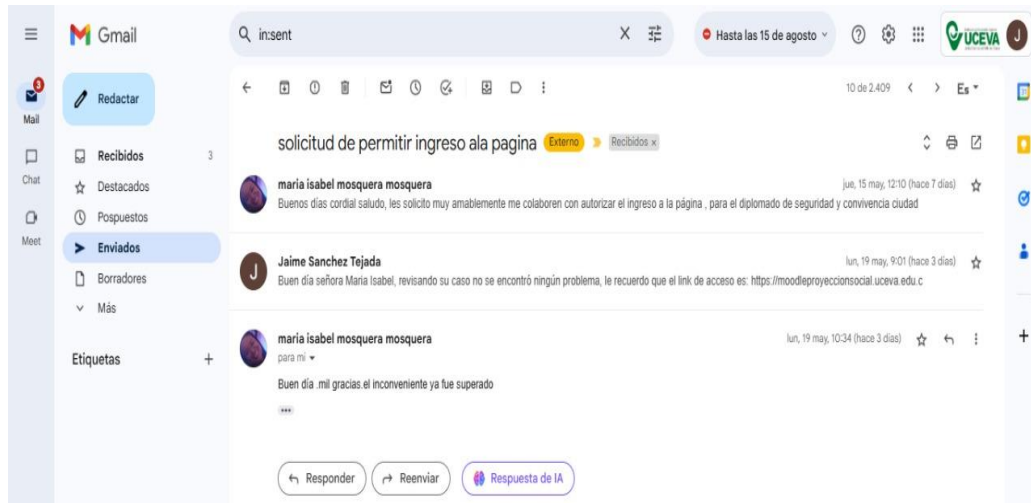 Gmail
in:sent
Hasta las 15 de agosto
UCEVA
J
3
Mail
Chat
Meet
Redactar
Recibidos 3
Destacados
Pospuestos
Enviados
Borradores
Más
Etiquetas
10 de 2.409
Es
solicitud de permitir ingreso ala pagina Externo Recibidos x
maria isabel mosquera mosquera jue, 15 may, 12:10 (hace 7 días)
Buenos días cordial saludo, les solicito muy amablemente me colaboren con autorizar el ingreso a la página , para el diplomado de seguridad y convivencia ciudad
J
Jaime Sanchez Tejada lun, 19 may, 9:01 (hace 3 días)
Buen día señora Maria Isabel, revisando su caso no se encontró ningún problema, le recuerdo que el link de acceso es: https://moodleproyeccionsocial.uceva.edu.c
maria isabel mosquera mosquera lun, 19 may, 10:34 (hace 3 días)
para mi
Buen día .mil gracias.el inconveniente ya fue superado
Responder
Reenviar
Respuesta de IA